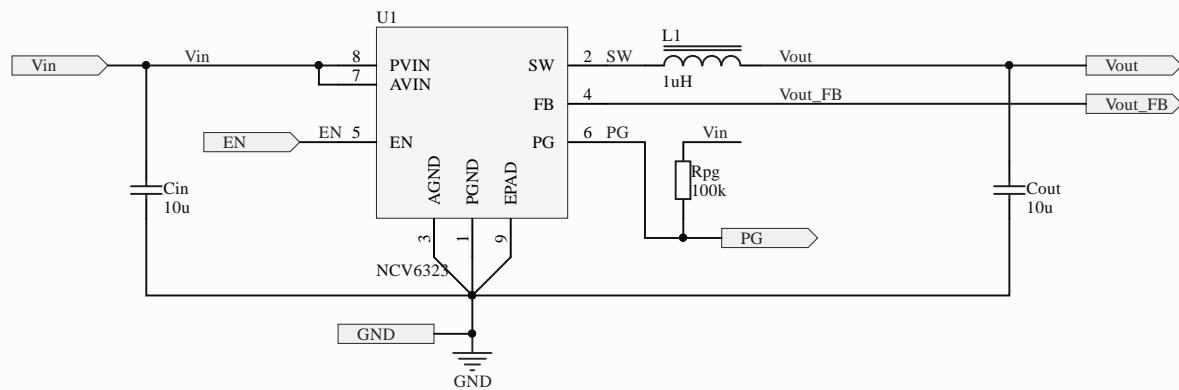 U1
L1
Vin
Vin
8
PVIN
SW
2
SW
1uH
Vout
Vout
7
AVIN
FB
4
Vout_FB
Vout_FB
EN
EN
5
EN
PG
6
PG
Vin
AGND
PGND
EPAD
Rpg
100k
Cin
10u
Cout
10u
3
1
9
PG
NCV6323
GND
GND